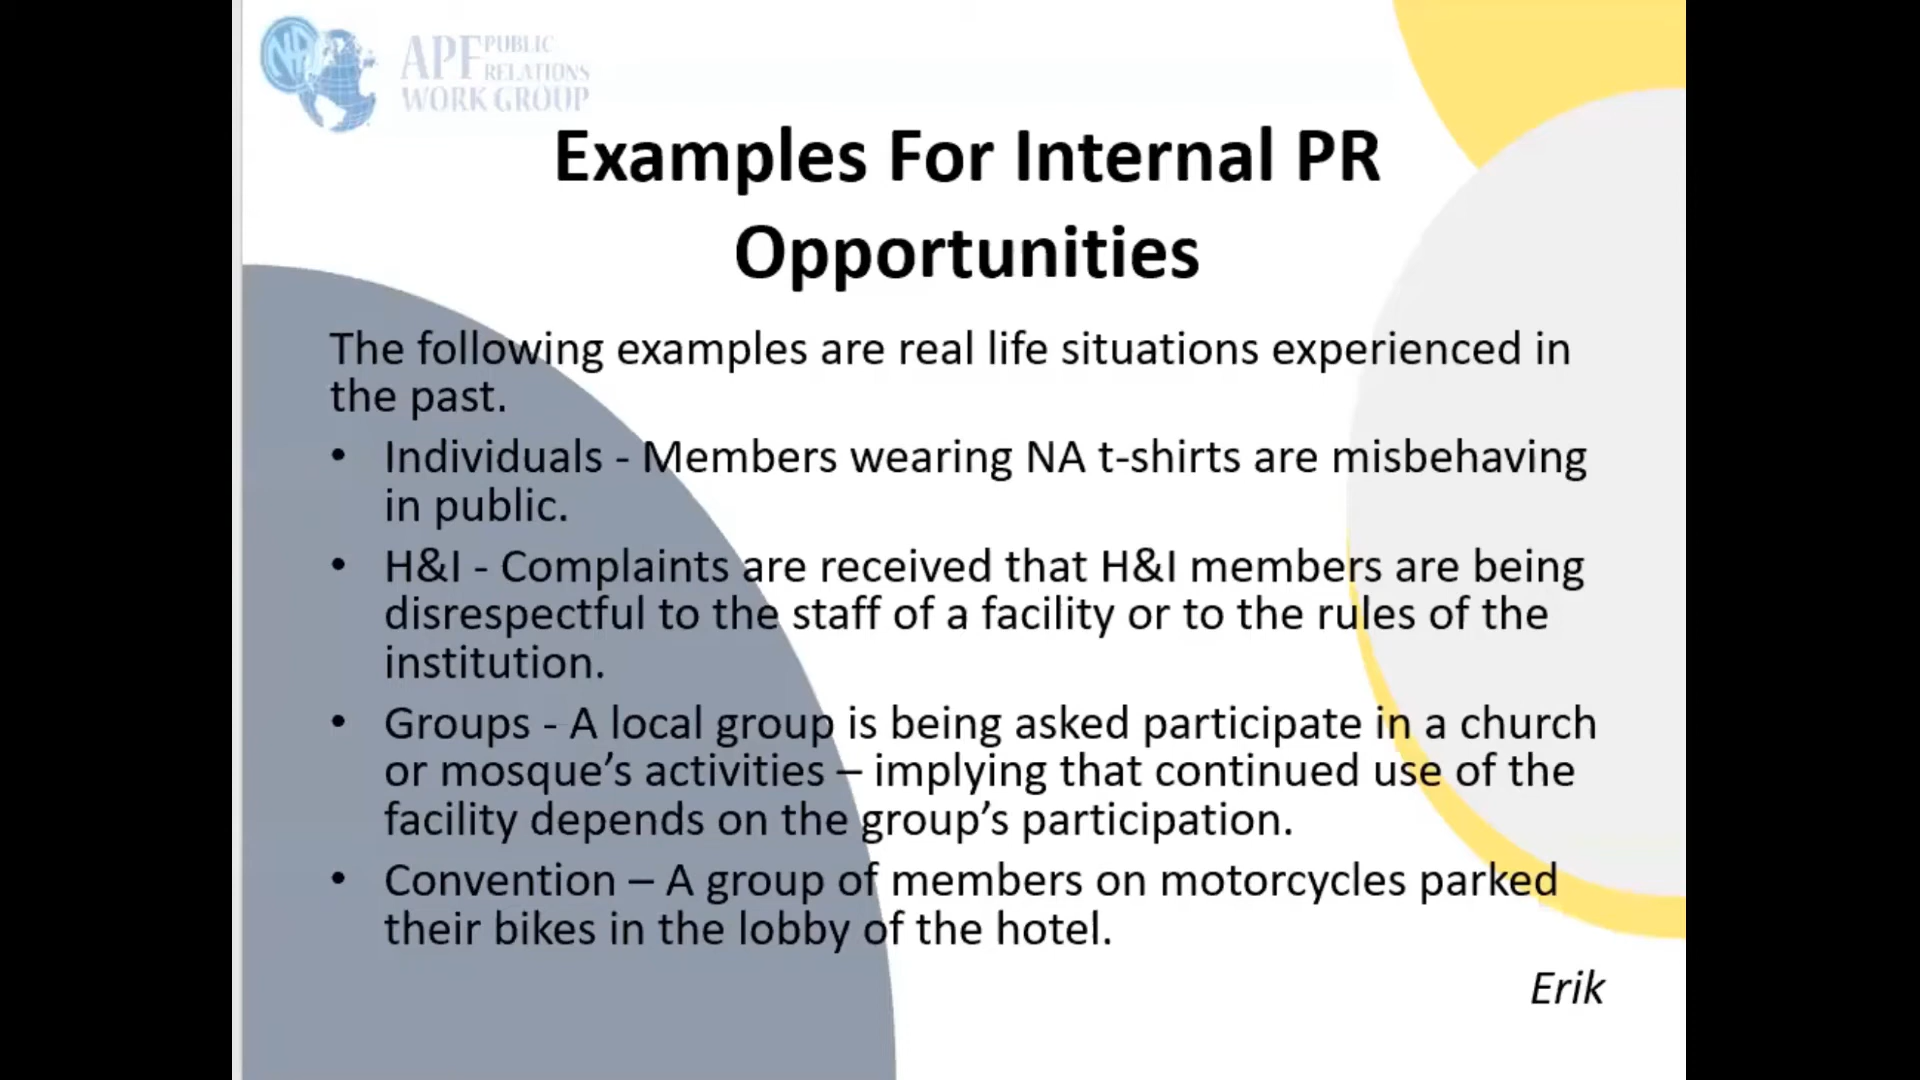 NA
APF PUBLIC
RELATIONS
WORK GROUP
Examples For Internal PR
Opportunities
The following examples are real life situations experienced in
the past.
• Individuals - Members wearing NA t-shirts are misbehaving
in public.
• H&I - Complaints are received that H&I members are being
disrespectful to the staff of a facility or to the rules of the
institution.
• Groups - A local group is being asked participate in a church
or mosque’s activities – implying that continued use of the
facility depends on the group’s participation.
• Convention – A group of members on motorcycles parked
their bikes in the lobby of the hotel.
Erik